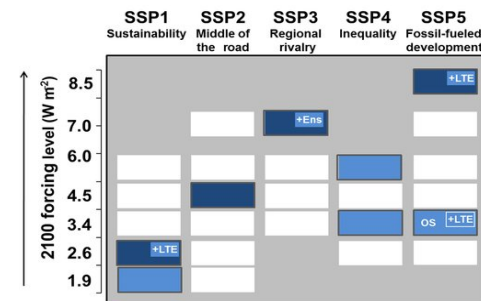 SSP1 SSP2 SSP3 SSP4 SSP5
Sustainability Middle of Regional Inequality Fossil-fueled
the road rivalry development
2100 forcing level (W m²)
8.5 +LTE
7.0 +Ens
6.0
4.5
3.4 OS +LTE
2.6 +LTE
1.9